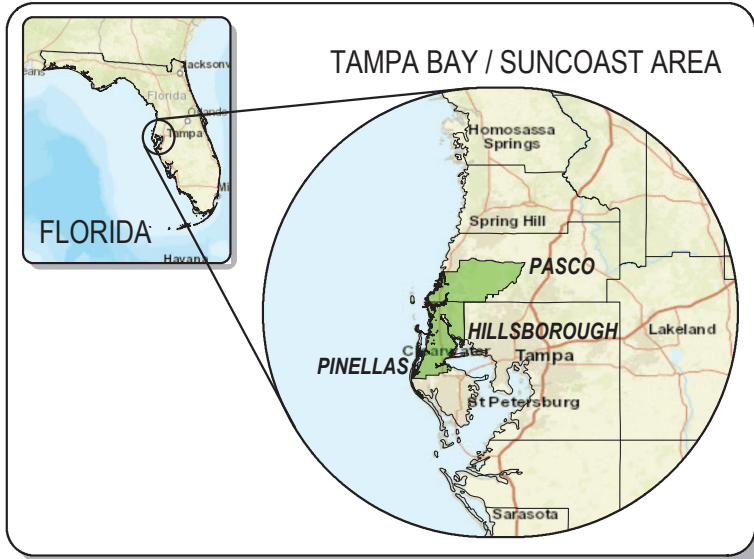 TAMPA BAY / SUNCOAST AREA
Florida
Tampa
FLORIDA
Havana
Homosassa
Springs
Spring Hill
PASCO
HILLSBOROUGH
Lakeland
Clearwater
Tampa
PINELLAS
St Petersburg
Sarasota